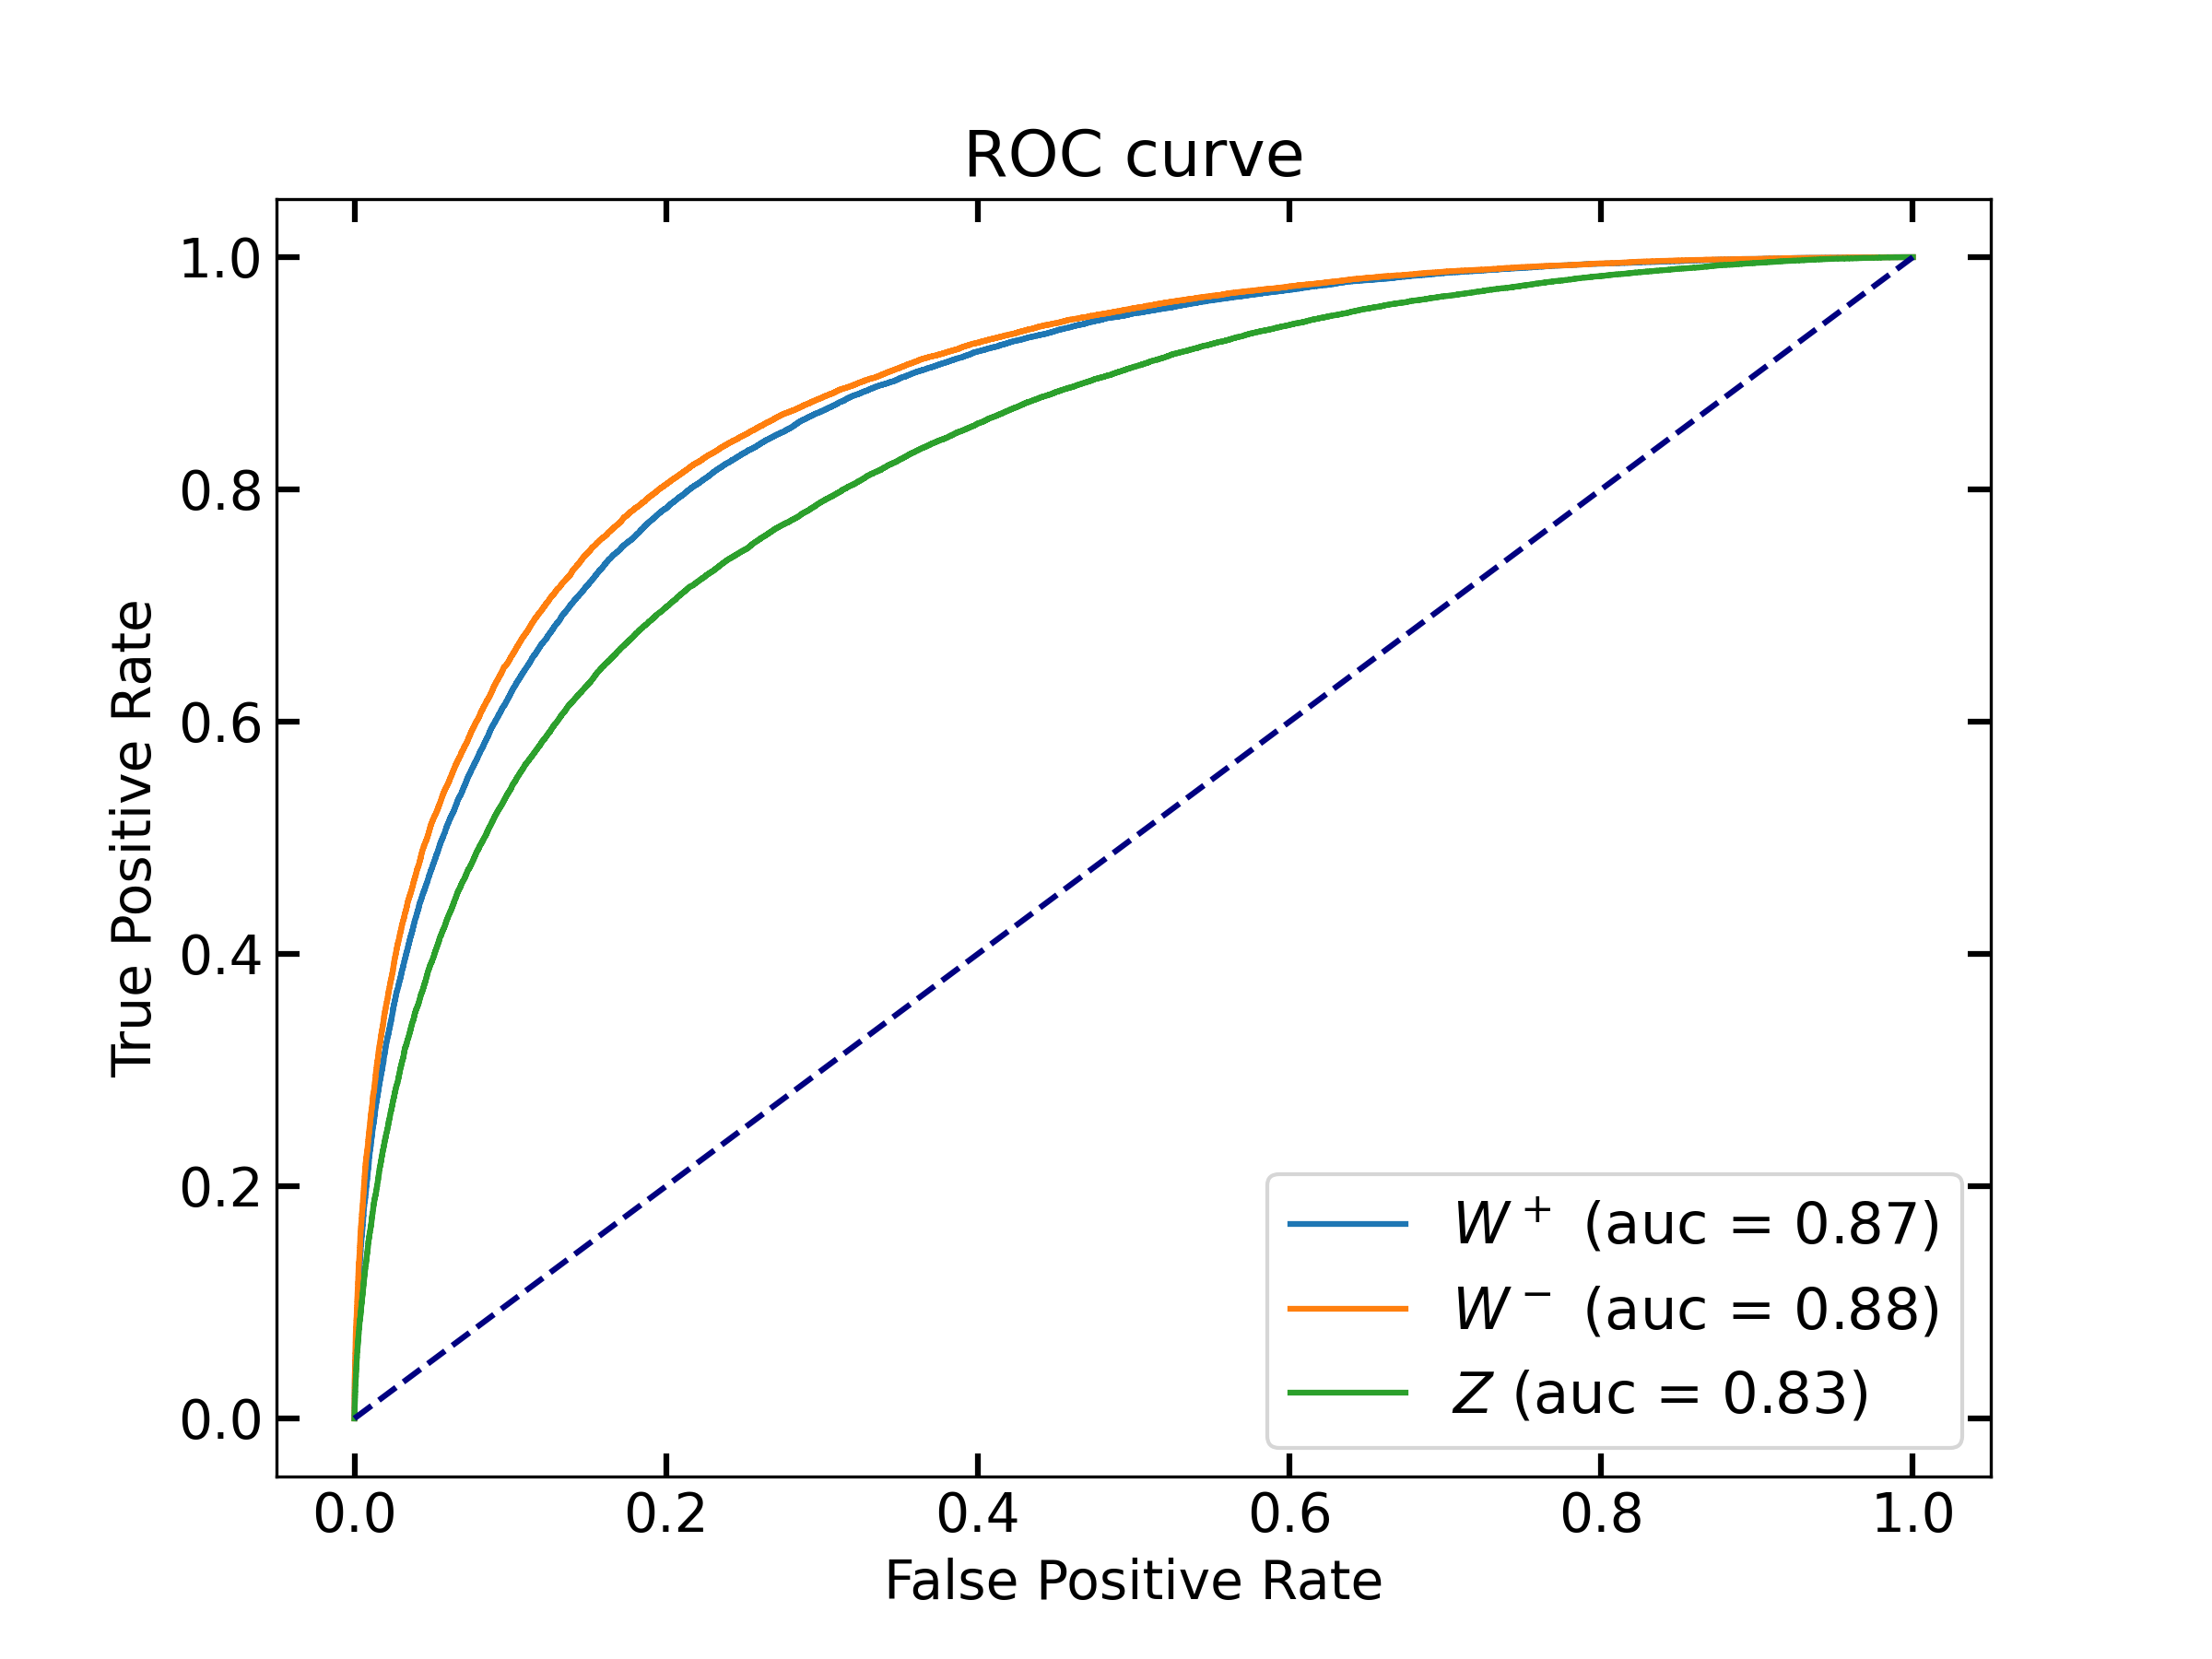 ROC curve
1.0
0.8
0.6
0.4
0.2
0.0
True Positive Rate
0.0 0.2 0.4 0.6 0.8 1.0
False Positive Rate
W⁺ (auc = 0.87)
W⁻ (auc = 0.88)
Z (auc = 0.83)